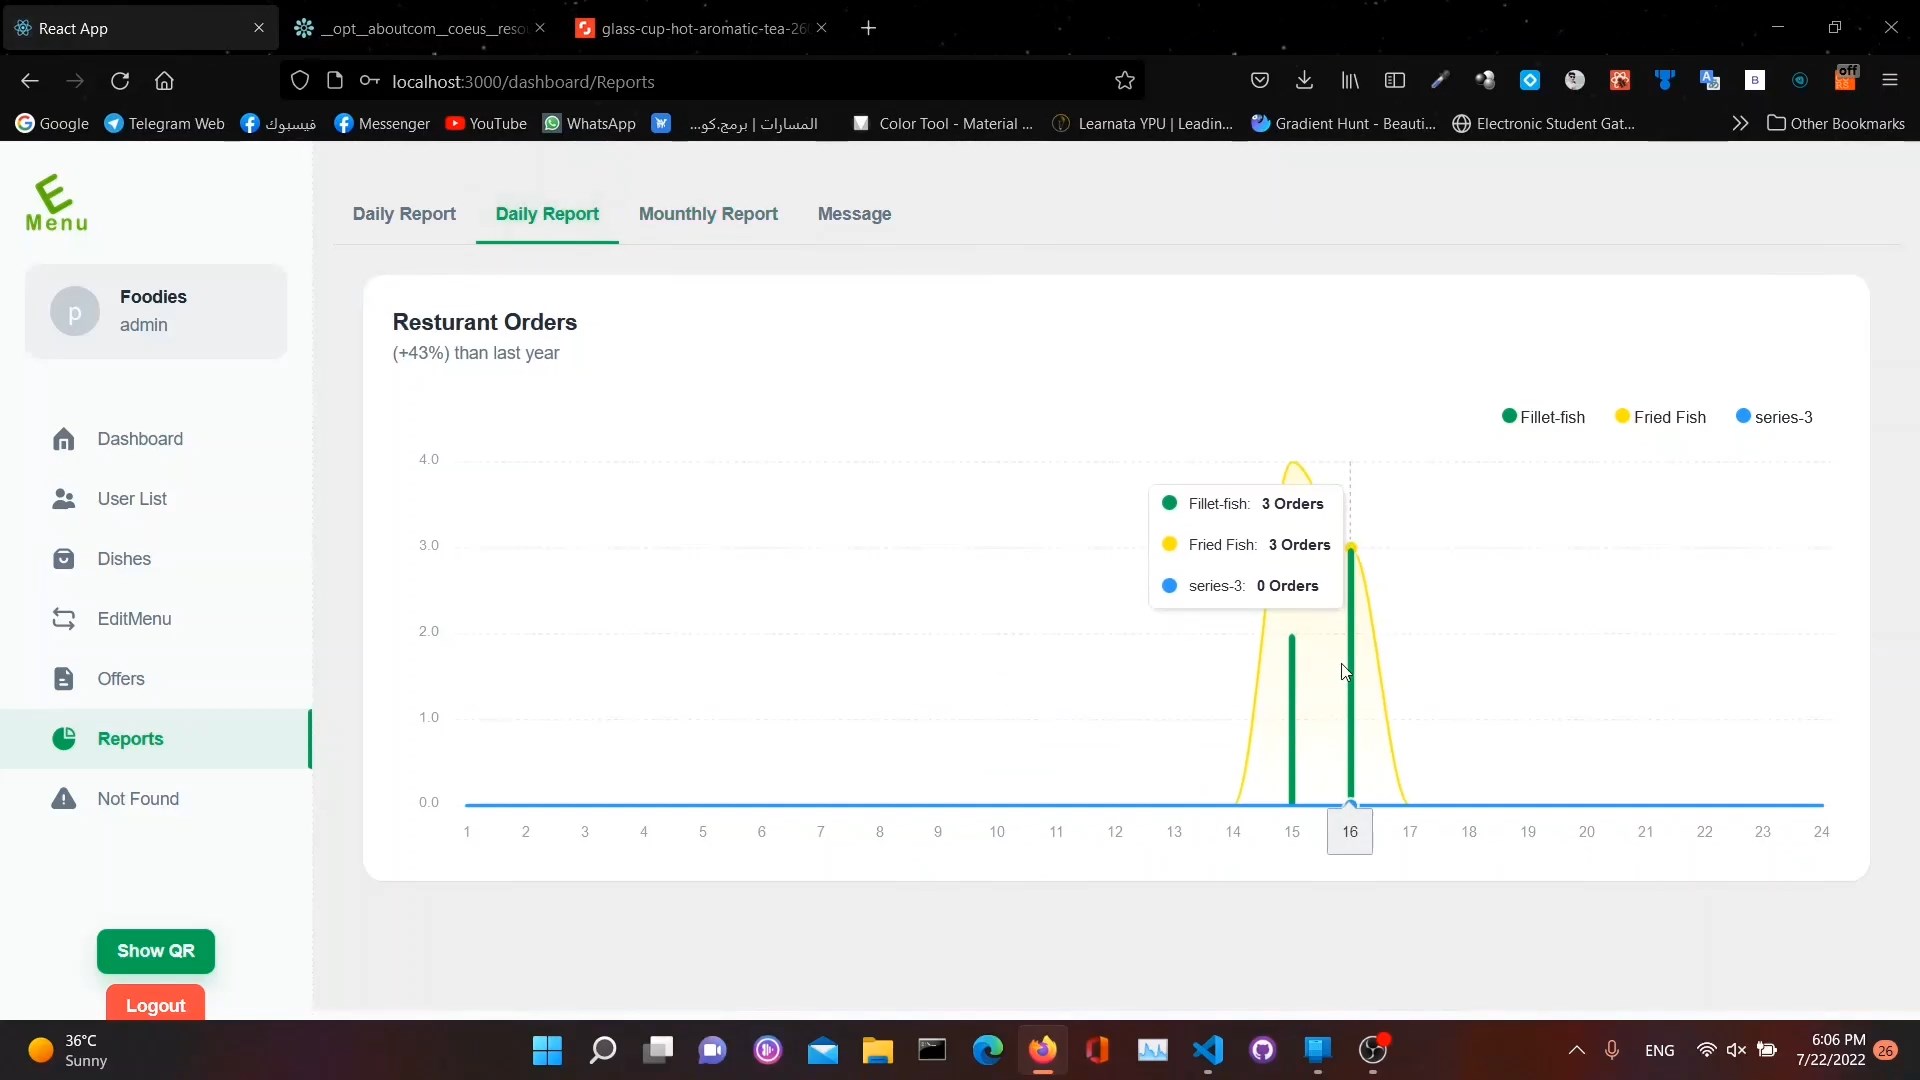 React App
__opt__aboutcom__coeus__reso
glass-cup-hot-aromatic-tea-26
localhost:3000/dashboard/Reports
off
Google
Telegram Web
فيسبوك
Messenger
YouTube
WhatsApp
المسارات | برمج.كو...
Color Tool - Material ...
Learnata YPU | Leadin...
Gradient Hunt - Beauti...
Electronic Student Gat...
Other Bookmarks
E
Menu
p
Foodies
admin
Dashboard
User List
Dishes
EditMenu
Offers
Reports
Not Found
Show QR
Logout
Daily Report
Daily Report
Mounthly Report
Message
Resturant Orders
(+43%) than last year
Fillet-fish
Fried Fish
series-3
4.0
3.0
2.0
1.0
0.0
Fillet-fish: 3 Orders
Fried Fish: 3 Orders
series-3: 0 Orders
1 2 3 4 5 6 7 8 9 10 11 12 13 14 15 16 17 18 19 20 21 22 23 24
36°C
Sunny
ENG
6:06 PM
7/22/2022
26